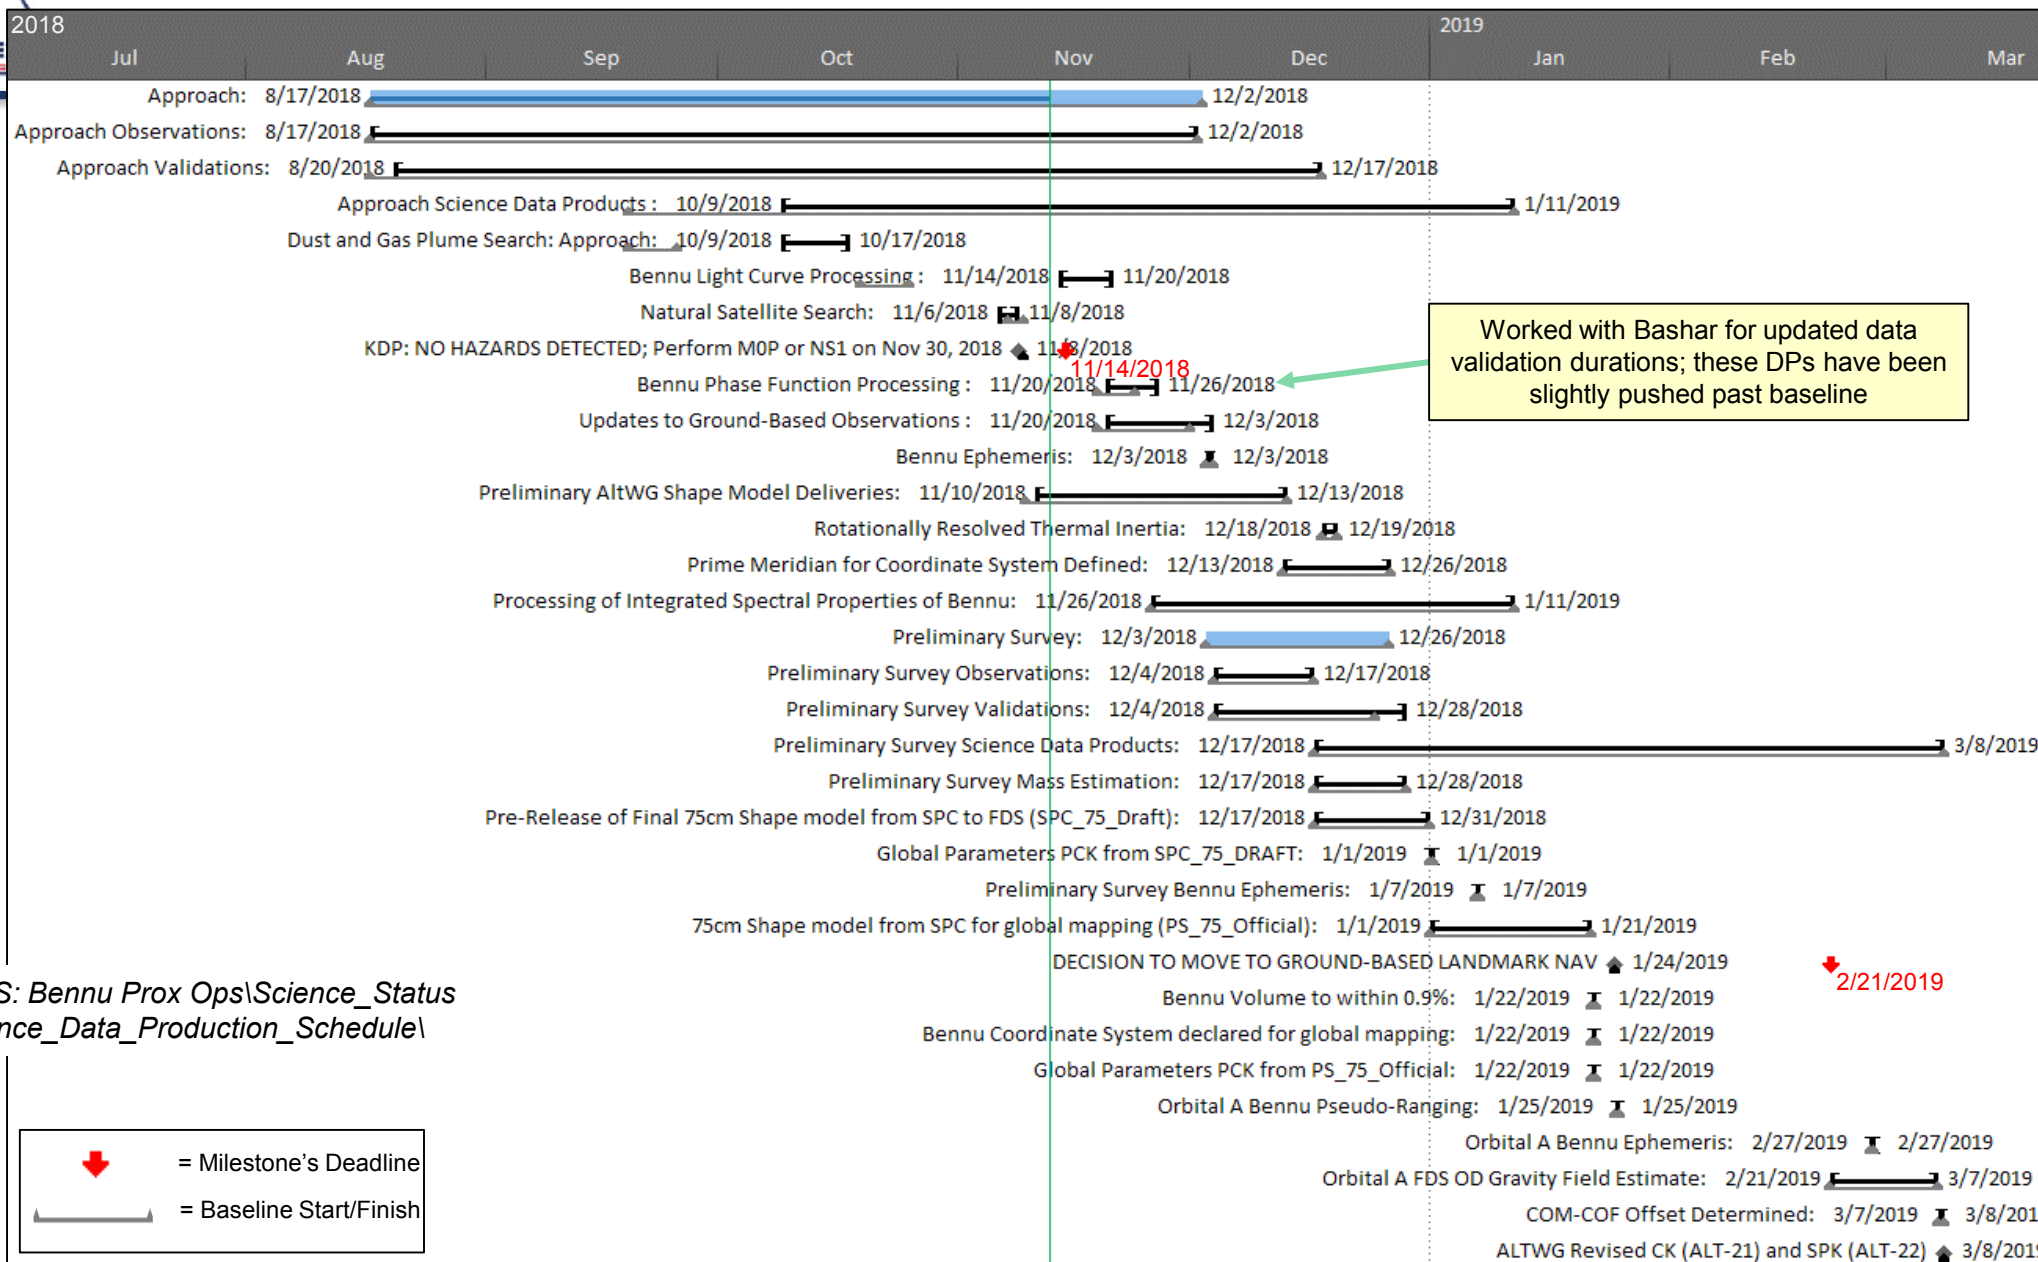 2018
2019
Jul Aug Sep Oct Nov Dec Jan Feb Mar
Approach: 8/17/2018 12/2/2018
Approach Observations: 8/17/2018 12/2/2018
Approach Validations: 8/20/2018 12/17/2018
Approach Science Data Products : 10/9/2018 1/11/2019
Dust and Gas Plume Search: Approach: 10/9/2018 10/17/2018
Bennu Light Curve Processing : 11/14/2018 11/20/2018
Natural Satellite Search: 11/6/2018 11/8/2018
KDP: NO HAZARDS DETECTED; Perform M0P or NS1 on Nov 30, 2018 11/8/2018
11/14/2018
Worked with Bashar for updated data
validation durations; these DPs have been
slightly pushed past baseline
Bennu Phase Function Processing : 11/20/2018 11/26/2018
Updates to Ground-Based Observations : 11/20/2018 12/3/2018
Bennu Ephemeris: 12/3/2018 12/3/2018
Preliminary AltWG Shape Model Deliveries: 11/10/2018 12/13/2018
Rotationally Resolved Thermal Inertia: 12/18/2018 12/19/2018
Prime Meridian for Coordinate System Defined: 12/13/2018 12/26/2018
Processing of Integrated Spectral Properties of Bennu: 11/26/2018 1/11/2019
Preliminary Survey: 12/3/2018 12/26/2018
Preliminary Survey Observations: 12/4/2018 12/17/2018
Preliminary Survey Validations: 12/4/2018 12/28/2018
Preliminary Survey Science Data Products: 12/17/2018 3/8/2019
Preliminary Survey Mass Estimation: 12/17/2018 12/28/2018
Pre-Release of Final 75cm Shape model from SPC to FDS (SPC_75_Draft): 12/17/2018 12/31/2018
Global Parameters PCK from SPC_75_DRAFT: 1/1/2019 1/1/2019
Preliminary Survey Bennu Ephemeris: 1/7/2019 1/7/2019
75cm Shape model from SPC for global mapping (PS_75_Official): 1/1/2019 1/21/2019
DECISION TO MOVE TO GROUND-BASED LANDMARK NAV 1/24/2019
2/21/2019
S: Bennu Prox Ops\Science_Status
nce_Data_Production_Schedule\
Bennu Volume to within 0.9%: 1/22/2019 1/22/2019
Bennu Coordinate System declared for global mapping: 1/22/2019 1/22/2019
Global Parameters PCK from PS_75_Official: 1/22/2019 1/22/2019
Orbital A Bennu Pseudo-Ranging: 1/25/2019 1/25/2019
Orbital A Bennu Ephemeris: 2/27/2019 2/27/2019
Orbital A FDS OD Gravity Field Estimate: 2/21/2019 3/7/2019
COM-COF Offset Determined: 3/7/2019 3/8/201
ALTWG Revised CK (ALT-21) and SPK (ALT-22) 3/8/2019
= Milestone's Deadline
= Baseline Start/Finish